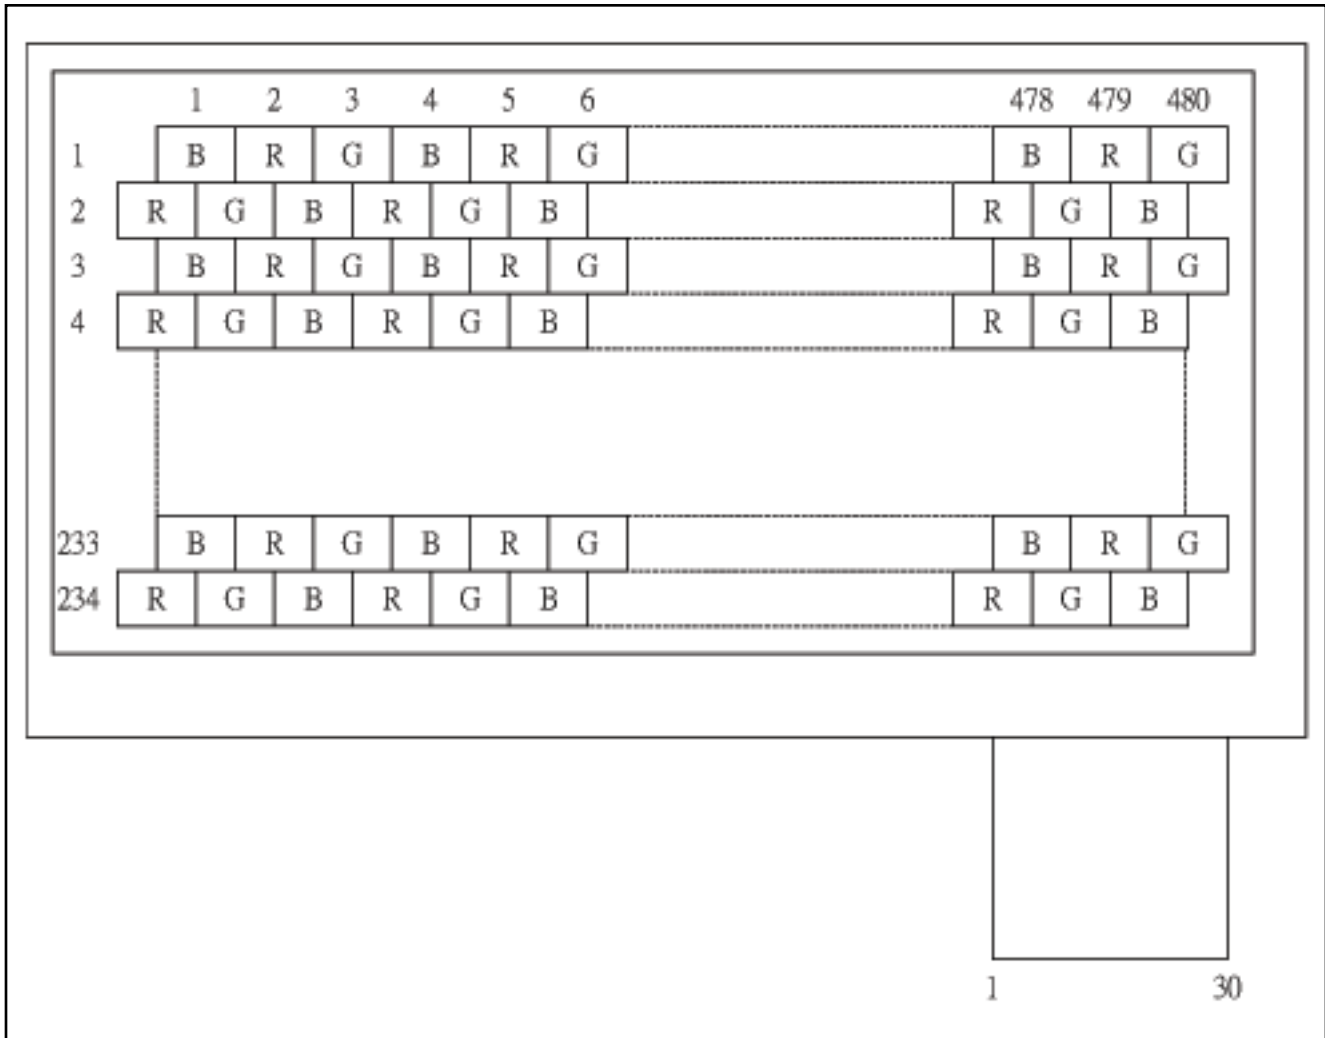 1 2 3 4 5 6 478 479 480
1 B R G B R G B R G
2 R G B R G B R G B
3 B R G B R G B R G
4 R G B R G B R G B
233 B R G B R G B R G
234 R G B R G B R G B
1 30